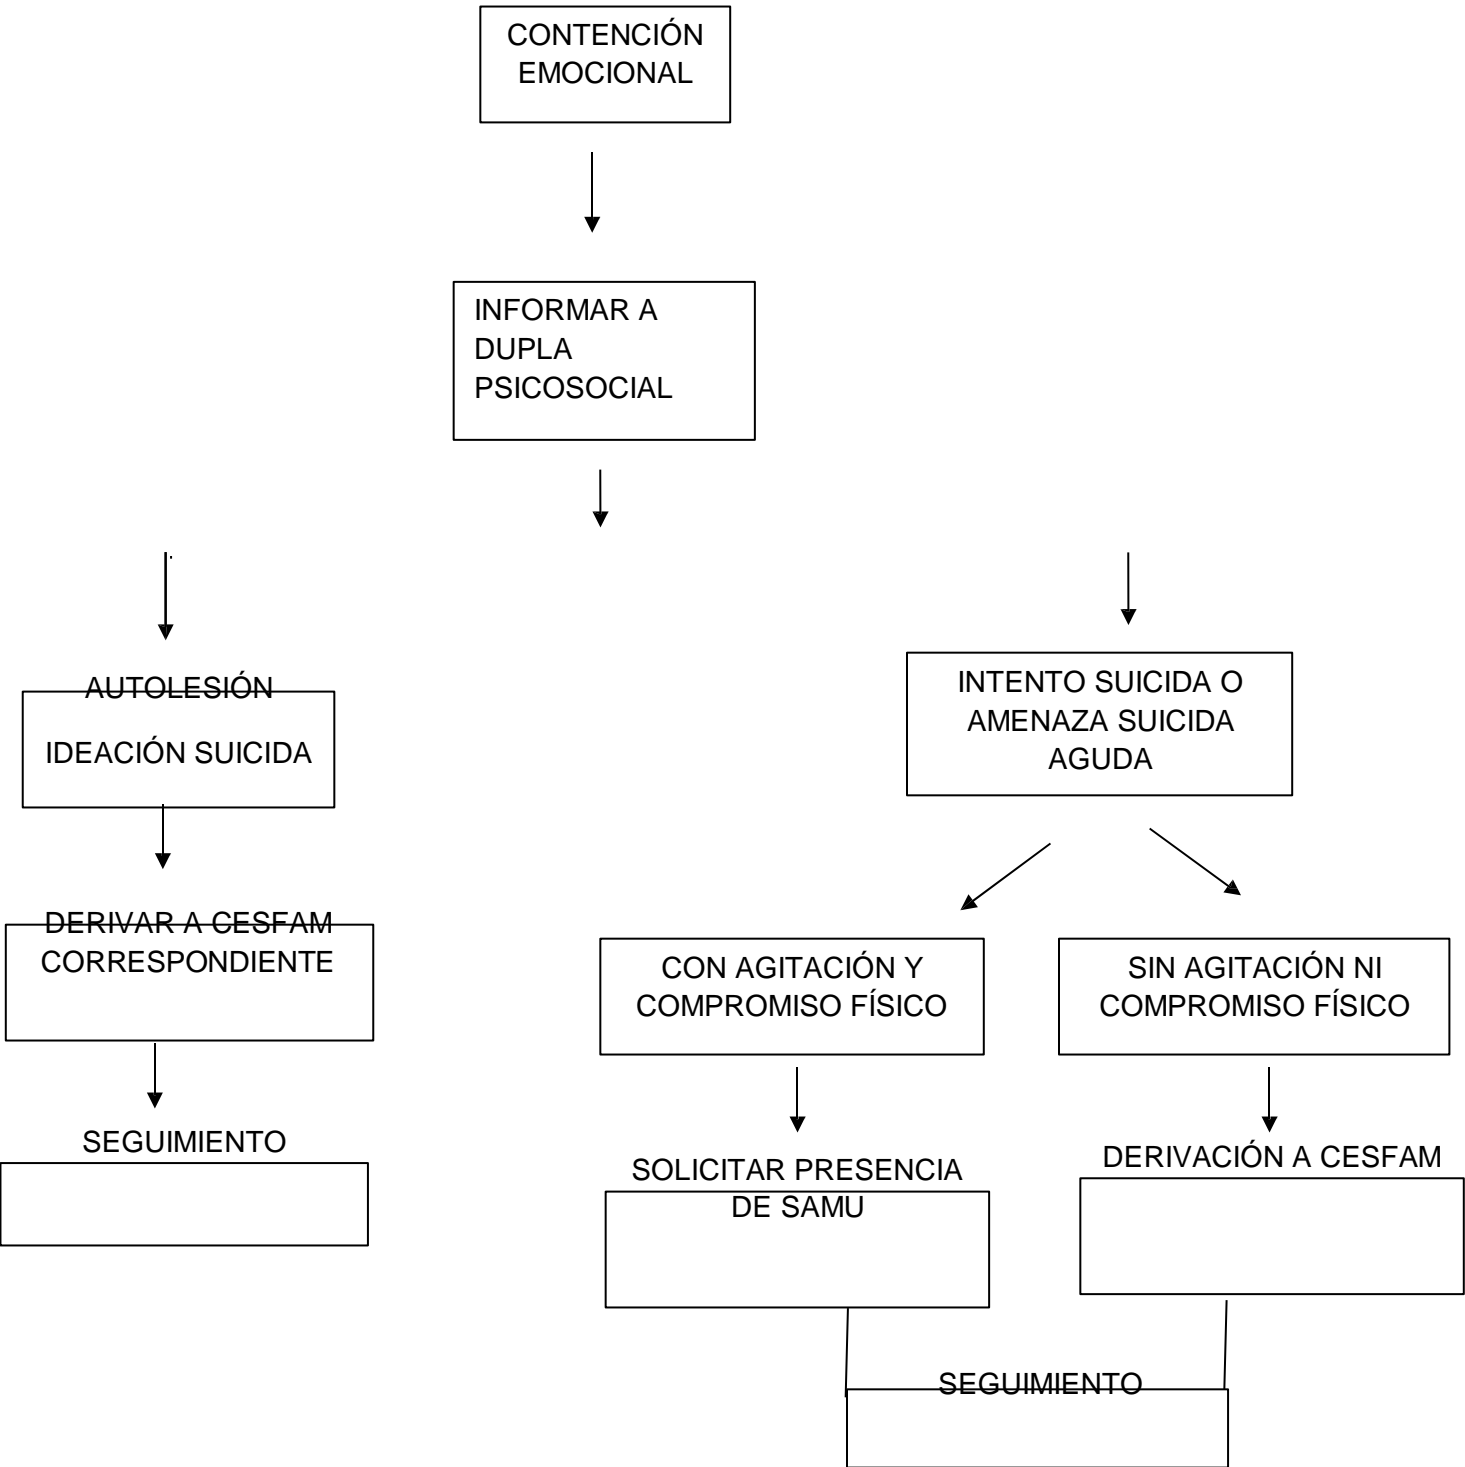 CONTENCIÓN
EMOCIONAL
INFORMAR A
DUPLA
PSICOSOCIAL
AUTOLESIÓN
IDEACIÓN SUICIDA
DERIVAR A CESFAM
CORRESPONDIENTE
SEGUIMIENTO
INTENTO SUICIDA O
AMENAZA SUICIDA
AGUDA
CON AGITACIÓN Y
COMPROMISO FÍSICO
SOLICITAR PRESENCIA
DE SAMU
SIN AGITACIÓN NI
COMPROMISO FÍSICO
DERIVACIÓN A CESFAM
SEGUIMIENTO